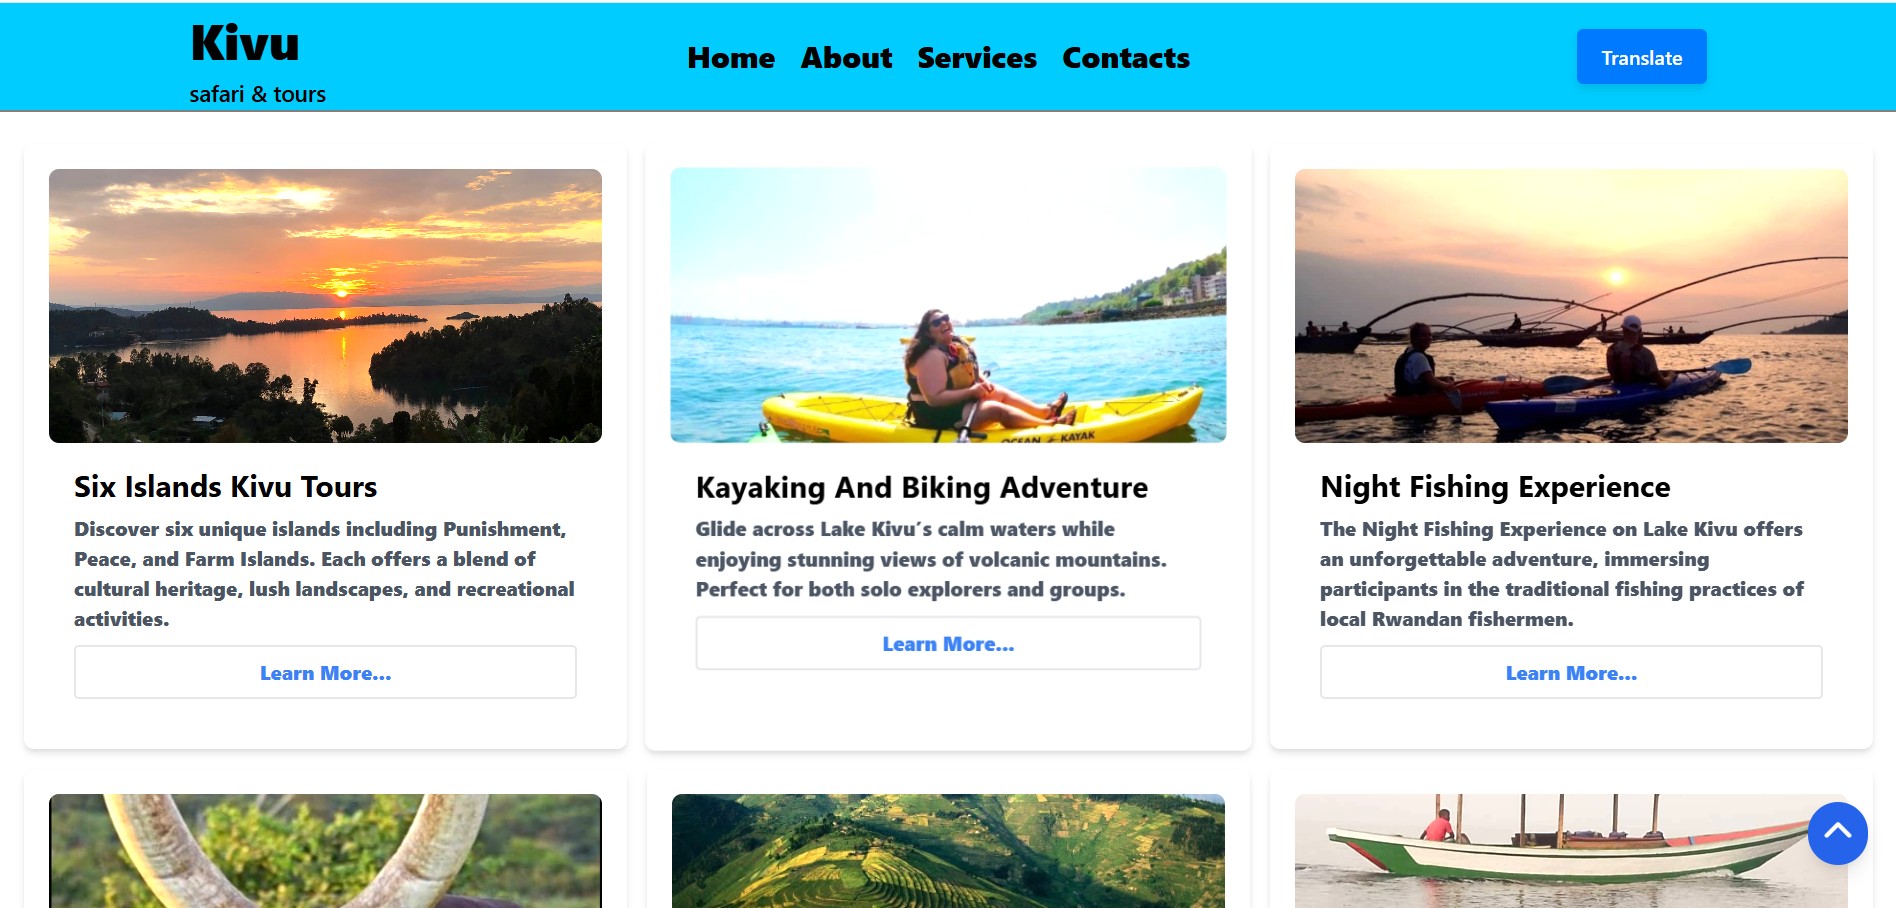 Kivu
safari & tours
Home About Services Contacts
Translate
Six Islands Kivu Tours
Discover six unique islands including Punishment,
Peace, and Farm Islands. Each offers a blend of
cultural heritage, lush landscapes, and recreational
activities.
Learn More...
OCEAN KAYAK
Kayaking And Biking Adventure
Glide across Lake Kivu's calm waters while
enjoying stunning views of volcanic mountains.
Perfect for both solo explorers and groups.
Learn More...
Night Fishing Experience
The Night Fishing Experience on Lake Kivu offers
an unforgettable adventure, immersing
participants in the traditional fishing practices of
local Rwandan fishermen.
Learn More...